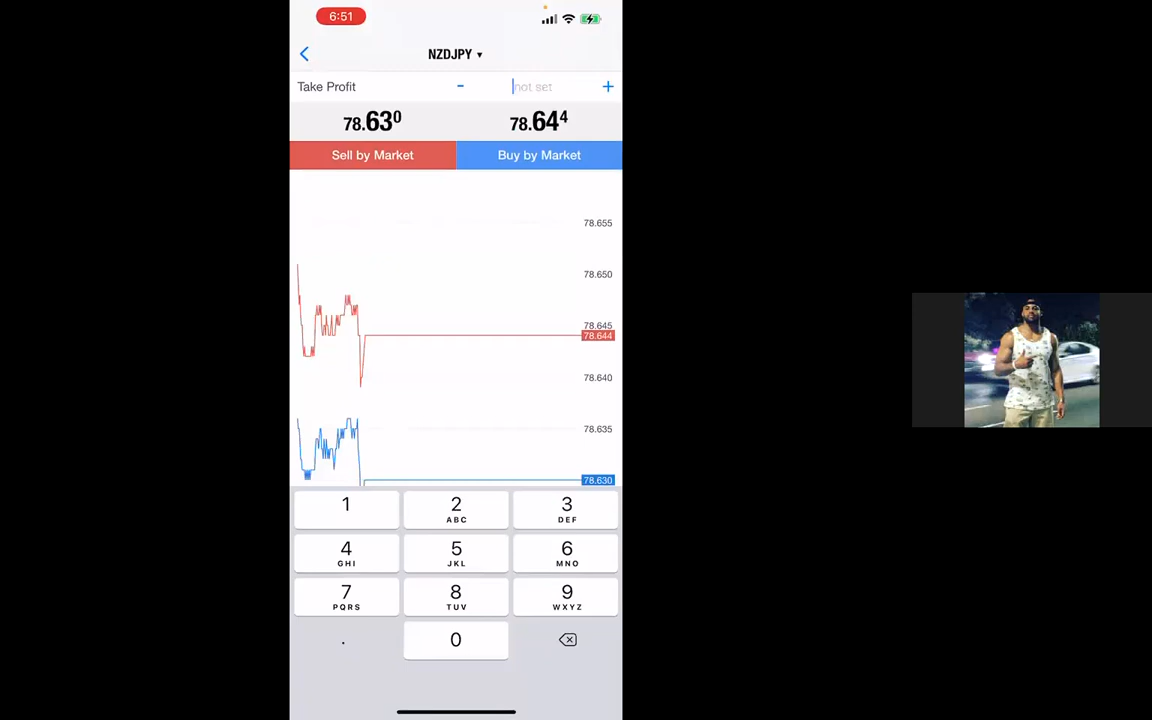 6:51
NZDJPY ▾
Take Profit - not set +
78.630 78.644
Sell by Market Buy by Market
78.655
78.650
78.645
78.644
78.640
78.635
78.630
1 2 3
ABC DEF
4 5 6
GHI JKL MNO
7 8 9
PQRS TUV WXYZ
. 0